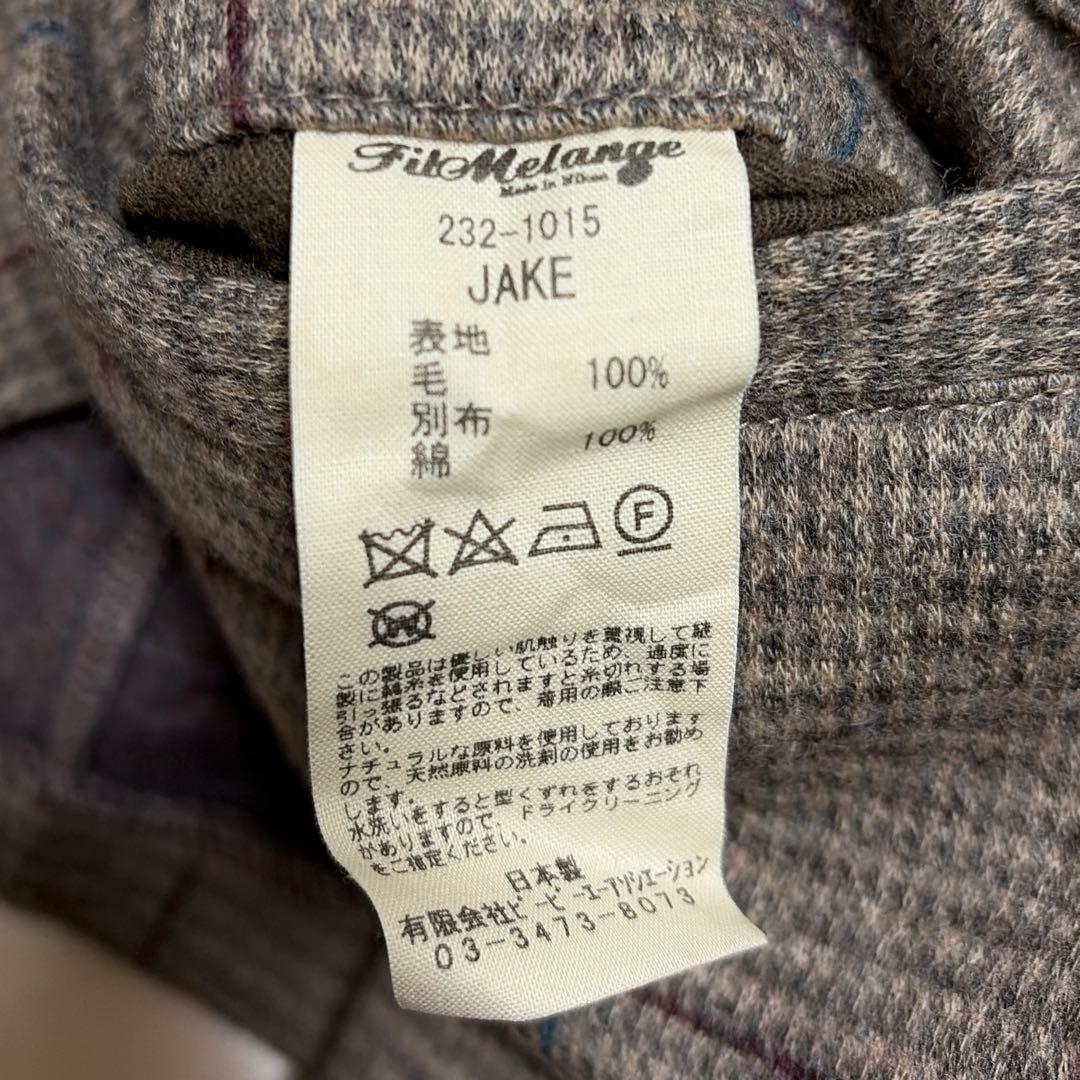 FilMelange
Made in Nihon
232-1015
JAKE
表地
毛 100%
別布
綿 100%
F
W
この製品は優しい肌触りを重視して縫
製に綿糸を使用しているため、過度に
引っ張るなどされますと糸切れする場
合がありますので、着用の際ご注意下
さい。
ナチュラルな原料を使用しております
ので、天然原料の洗剤の使用をお勧め
します。
水洗いをすると型くずれをするおそれ
がありますので、ドライクリーニング
をご指定ください。
日本製
有限会社ビーピーエーアソシエーション
03-3473-8073